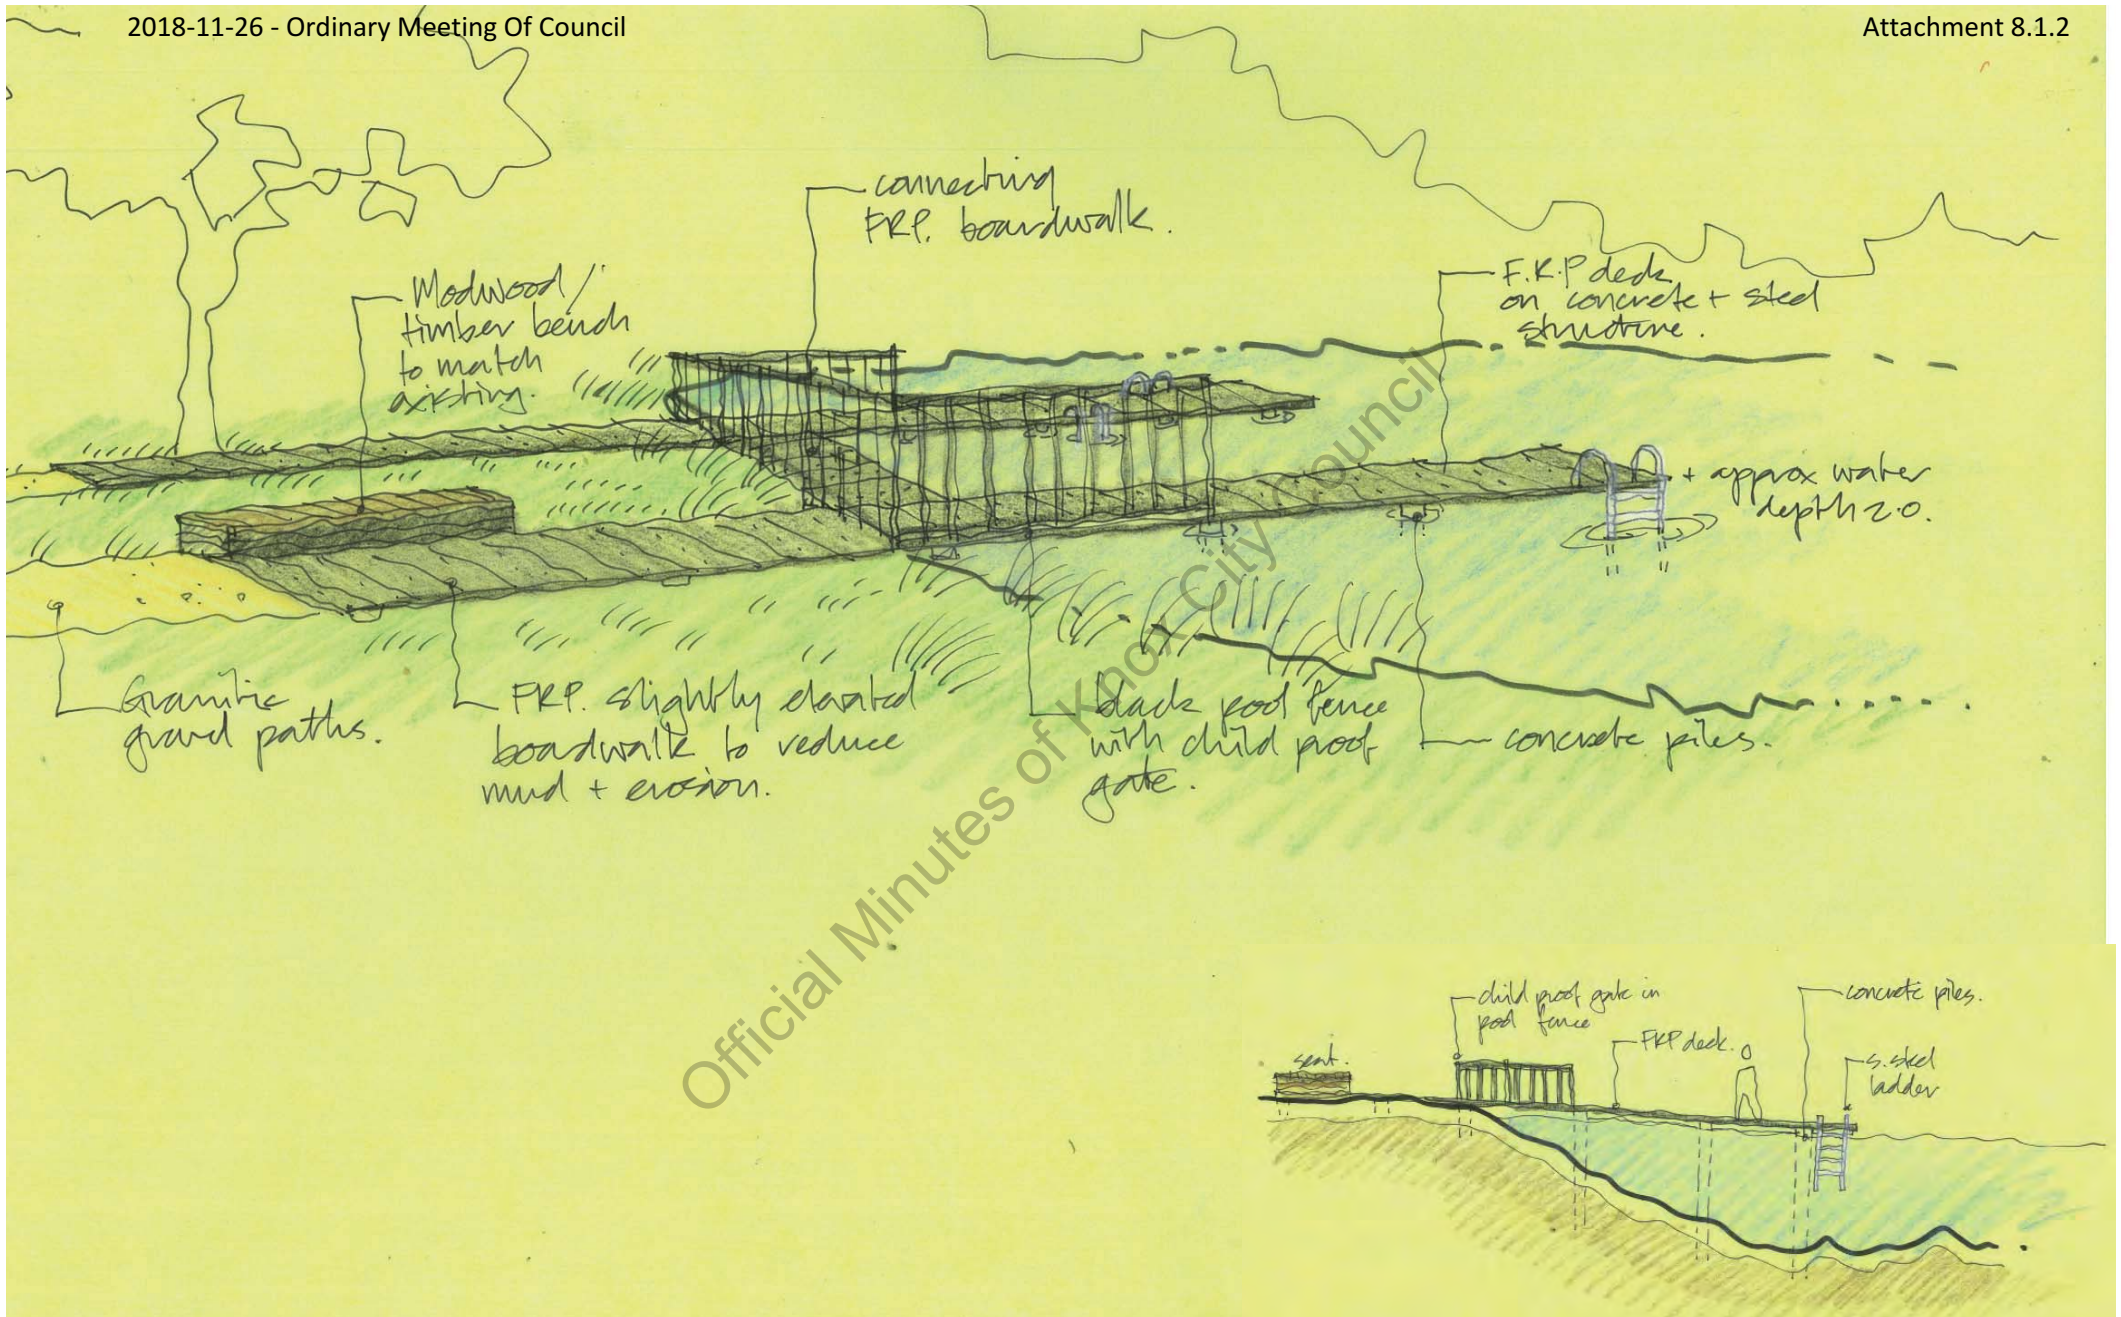 2018-11-26 - Ordinary Meeting Of Council
Attachment 8.1.2
connecting
FRP. boardwalk.
Modwood /
timber bench
to match
existing.
F.R.P deck
on concrete + steel
structure.
+ approx water
depth 2.0.
Granitic
gravel paths.
FRP. slightly elevated
boardwalk to reduce
mud + erosion.
black pool fence
with child proof
gate.
concrete piles.
Official Minutes of Knox City Council
child proof gate in
pool fence
concrete piles.
FRP deck.
seat.
s.steel
ladder